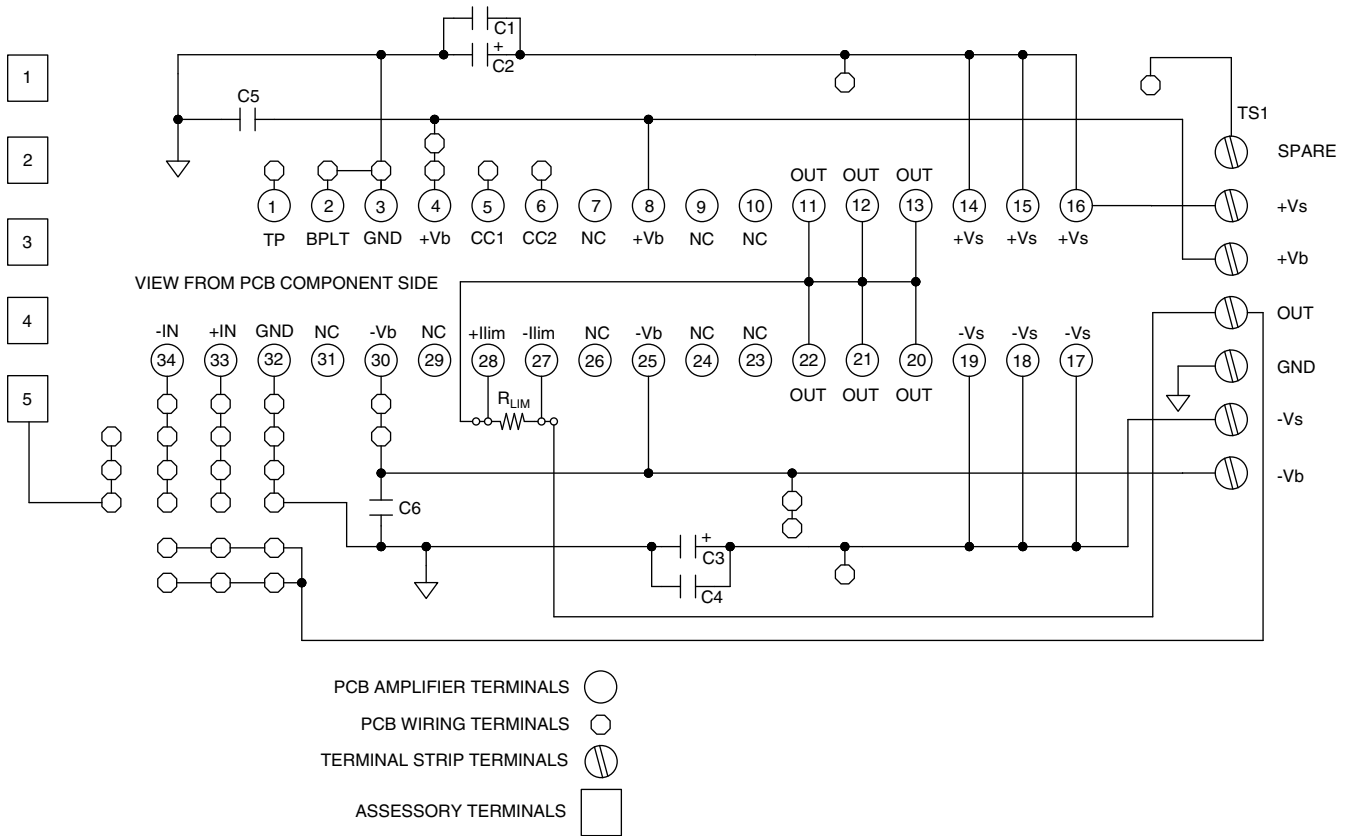 C1
+
C2
1
C5
TS1
2
SPARE
OUT OUT OUT
1 2 3 4 5 6 7 8 9 10 11 12 13 14 15 16
+Vs
TP BPLT GND +Vb CC1 CC2 NC +Vb NC NC +Vs +Vs +Vs
3
+Vb
VIEW FROM PCB COMPONENT SIDE
4
OUT
-IN +IN GND NC -Vb NC +Ilim -Ilim NC -Vb NC NC -Vs -Vs -Vs
34 33 32 31 30 29 28 27 26 25 24 23 22 21 20 19 18 17
GND
OUT OUT OUT
5
RLIM
-Vs
-Vb
C6
+
C3
C4
PCB AMPLIFIER TERMINALS
PCB WIRING TERMINALS
TERMINAL STRIP TERMINALS
ASSESSORY TERMINALS